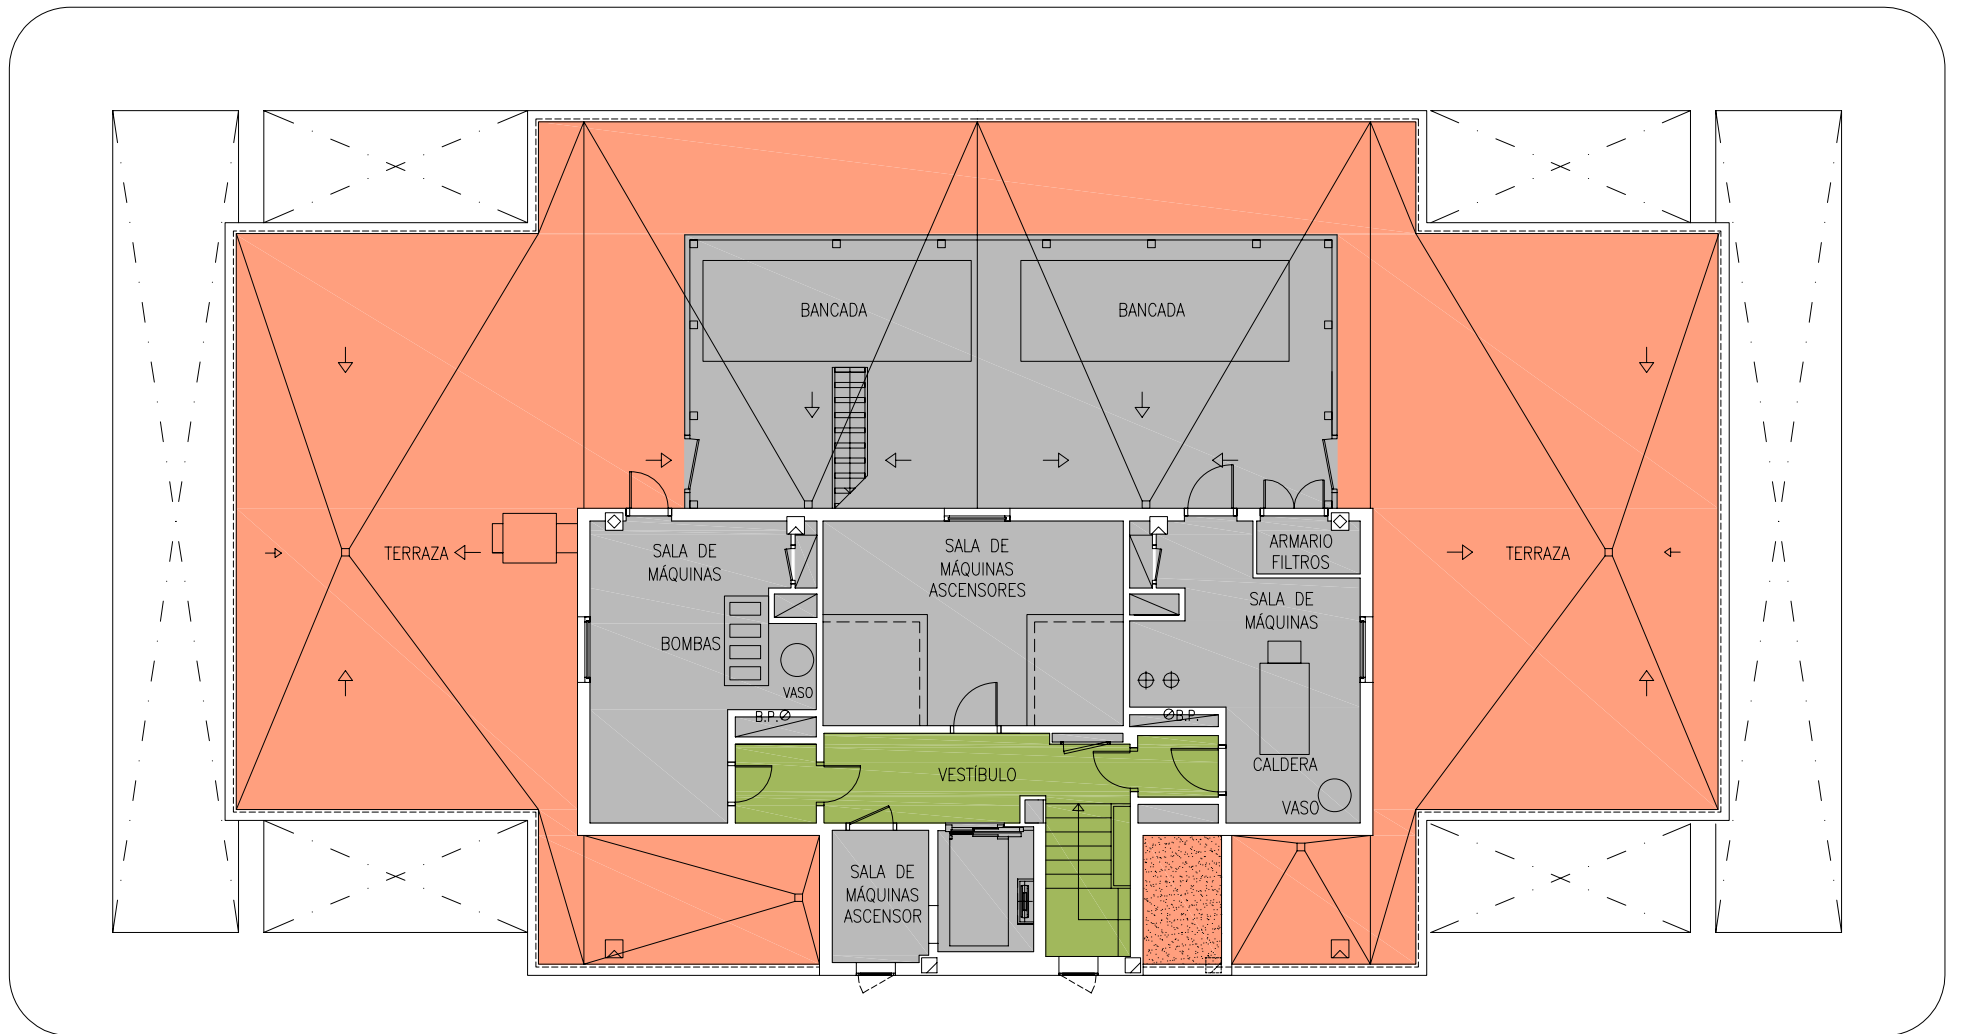 BANCADA
BANCADA
TERRAZA
SALA DE
MÁQUINAS
SALA DE
MÁQUINAS
ASCENSORES
ARMARIO
FILTROS
TERRAZA
SALA DE
MÁQUINAS
BOMBAS
VASO
B.P.
B.P.
VESTÍBULO
CALDERA
VASO
SALA DE
MÁQUINAS
ASCENSOR